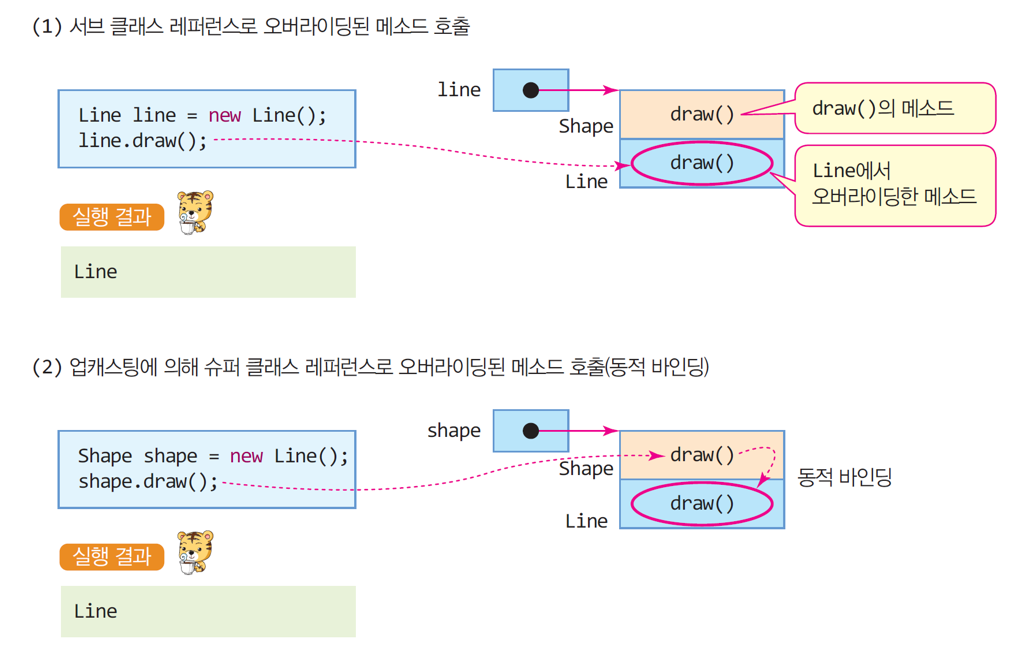 (1) 서브 클래스 레퍼런스로 오버라이딩된 메소드 호출
Line line = new Line();
line.draw();
line
Shape
Line
draw()
draw()
draw()의 메소드
Line에서
오버라이딩한 메소드
실행 결과
Line
(2) 업캐스팅에 의해 슈퍼 클래스 레퍼런스로 오버라이딩된 메소드 호출(동적 바인딩)
Shape shape = new Line();
shape.draw();
shape
Shape
Line
draw()
draw()
동적 바인딩
실행 결과
Line